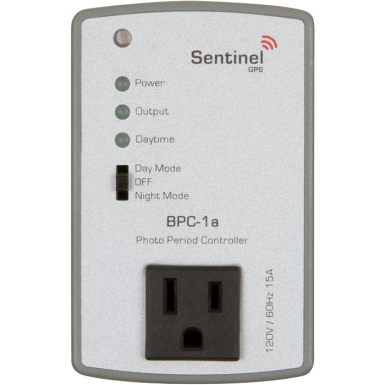 Sentinel
GPS
Power
Output
Daytime
Day Mode
OFF
Night Mode
BPC-1a
Photo Period Controller
120V / 60Hz 15A